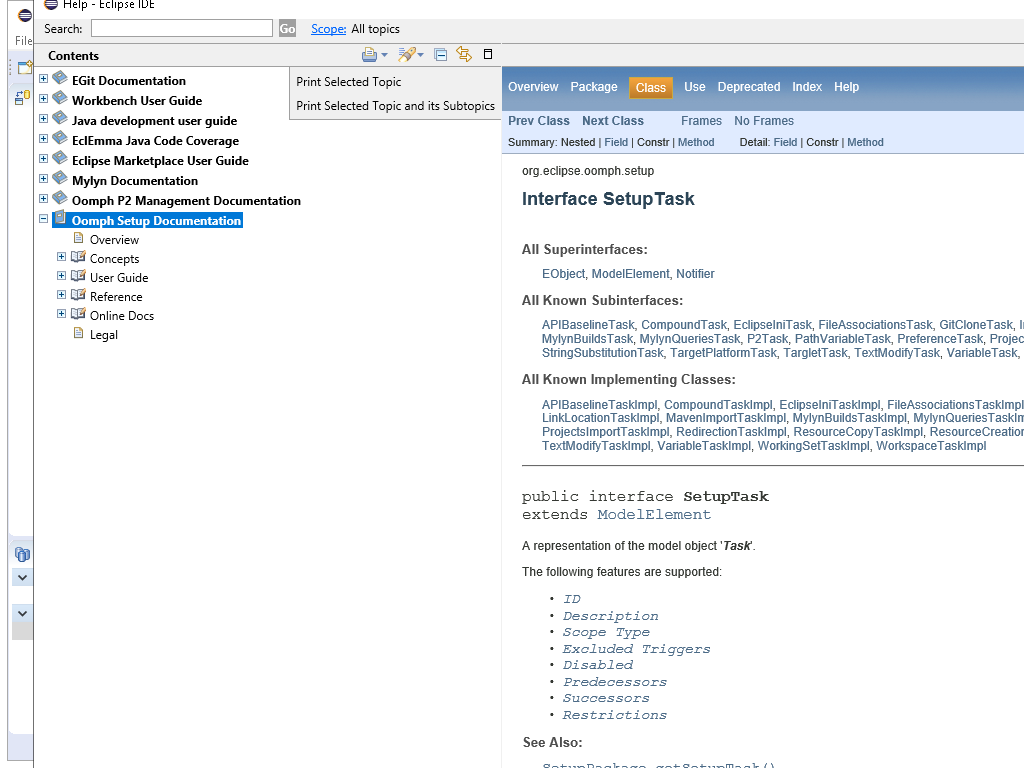 Help - Eclipse IDE
File
Search: Go Scope: All topics
Contents
Print Selected Topic
Print Selected Topic and its Subtopics
EGit Documentation
Workbench User Guide
Java development user guide
EclEmma Java Code Coverage
Eclipse Marketplace User Guide
Mylyn Documentation
Oomph P2 Management Documentation
Oomph Setup Documentation
Overview
Concepts
User Guide
Reference
Online Docs
Legal
Overview Package Class Use Deprecated Index Help
Prev Class Next Class Frames No Frames
Summary: Nested | Field | Constr | Method Detail: Field | Constr | Method
org.eclipse.oomph.setup
Interface SetupTask
All Superinterfaces:
EObject, ModelElement, Notifier
All Known Subinterfaces:
APIBaselineTask, CompoundTask, EclipseIniTask, FileAssociationsTask, GitCloneTask,
MylynBuildsTask, MylynQueriesTask, P2Task, PathVariableTask, PreferenceTask, Projec
StringSubstitutionTask, TargetPlatformTask, TargletTask, TextModifyTask, VariableTask,
All Known Implementing Classes:
APIBaselineTaskImpl, CompoundTaskImpl, EclipseIniTaskImpl, FileAssociationsTaskImpl
LinkLocationTaskImpl, MavenImportTaskImpl, MylynBuildsTaskImpl, MylynQueriesTaskIm
ProjectsImportTaskImpl, RedirectionTaskImpl, ResourceCopyTaskImpl, ResourceCreation
TextModifyTaskImpl, VariableTaskImpl, WorkingSetTaskImpl, WorkspaceTaskImpl
public interface SetupTask
extends ModelElement
A representation of the model object 'Task'.
The following features are supported:
• ID
• Description
• Scope Type
• Excluded Triggers
• Disabled
• Predecessors
• Successors
• Restrictions
See Also:
SetupPackage.getSetupTask()